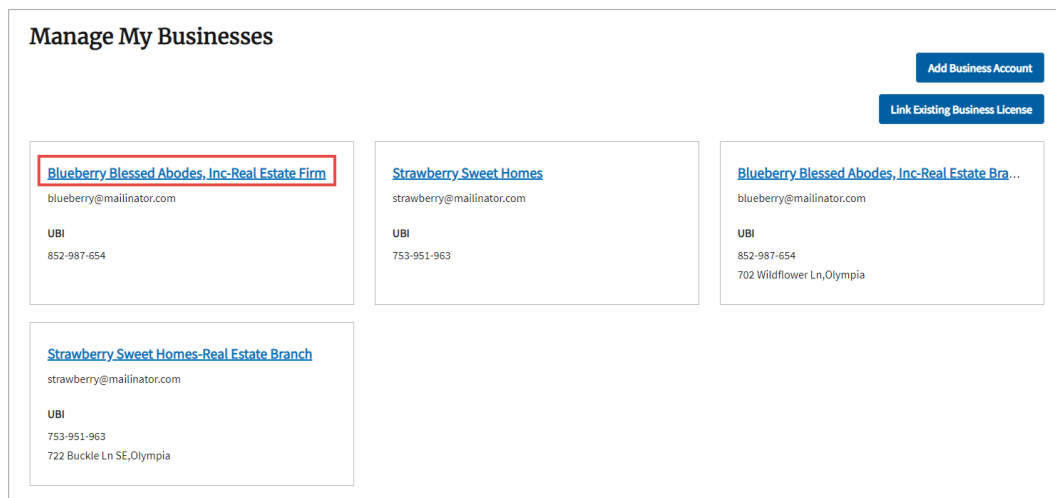 Manage My Businesses
Add Business Account
Link Existing Business License
Blueberry Blessed Abodes, Inc-Real Estate Firm
blueberry@mailinator.com
UBI
852-987-654
Strawberry Sweet Homes
strawberry@mailinator.com
UBI
753-951-963
Blueberry Blessed Abodes, Inc-Real Estate Bra...
blueberry@mailinator.com
UBI
852-987-654
702 Wildflower Ln,Olympia
Strawberry Sweet Homes-Real Estate Branch
strawberry@mailinator.com
UBI
753-951-963
722 Buckle Ln SE,Olympia